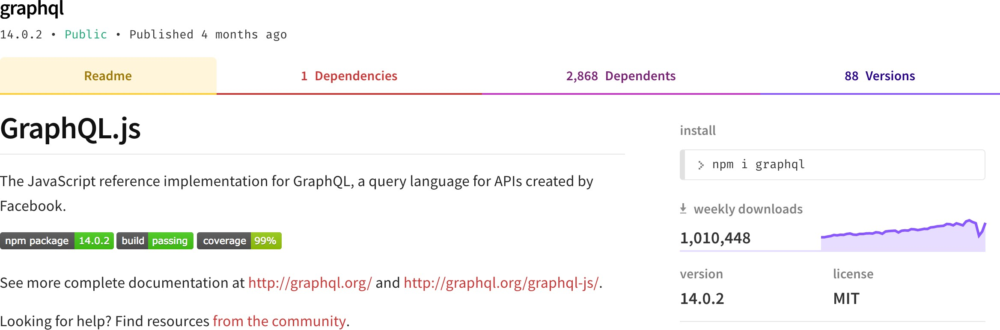 graphql
14.0.2 • Public • Published 4 months ago
Readme
1 Dependencies
2,868 Dependents
88 Versions
GraphQL.js
The JavaScript reference implementation for GraphQL, a query language for APIs created by
Facebook.
npm package 14.0.2 build passing coverage 99%
See more complete documentation at http://graphql.org/ and http://graphql.org/graphql-js/.
Looking for help? Find resources from the community.
install
npm i graphql
weekly downloads
1,010,448
version
14.0.2
license
MIT